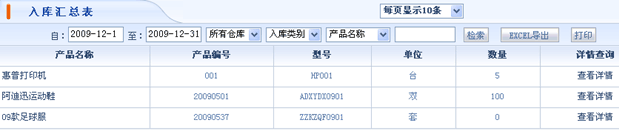 入库汇总表 每页显示10条
自: 2009-12-1 至: 2009-12-31 所有仓库 入库类别 产品名称 检索 EXCEL导出 打印
产品名称 产品编号 型号 单位 数量 详情查询
惠普打印机 001 HP001 台 5 查看详情
阿迪迅运动鞋 20090501 ADXYDX0901 双 100 查看详情
09款足球服 20090537 ZZKZQF0901 套 0 查看详情